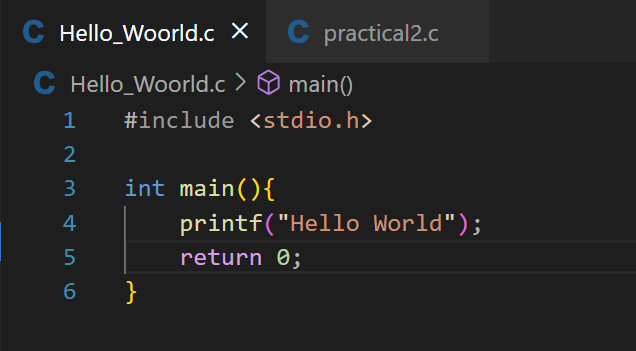 C Hello_Woorld.c × C practical2.c
C Hello_Woorld.c > main()
1 #include <stdio.h>
2
3 int main(){
4     printf("Hello World");
5     return 0;
6 }